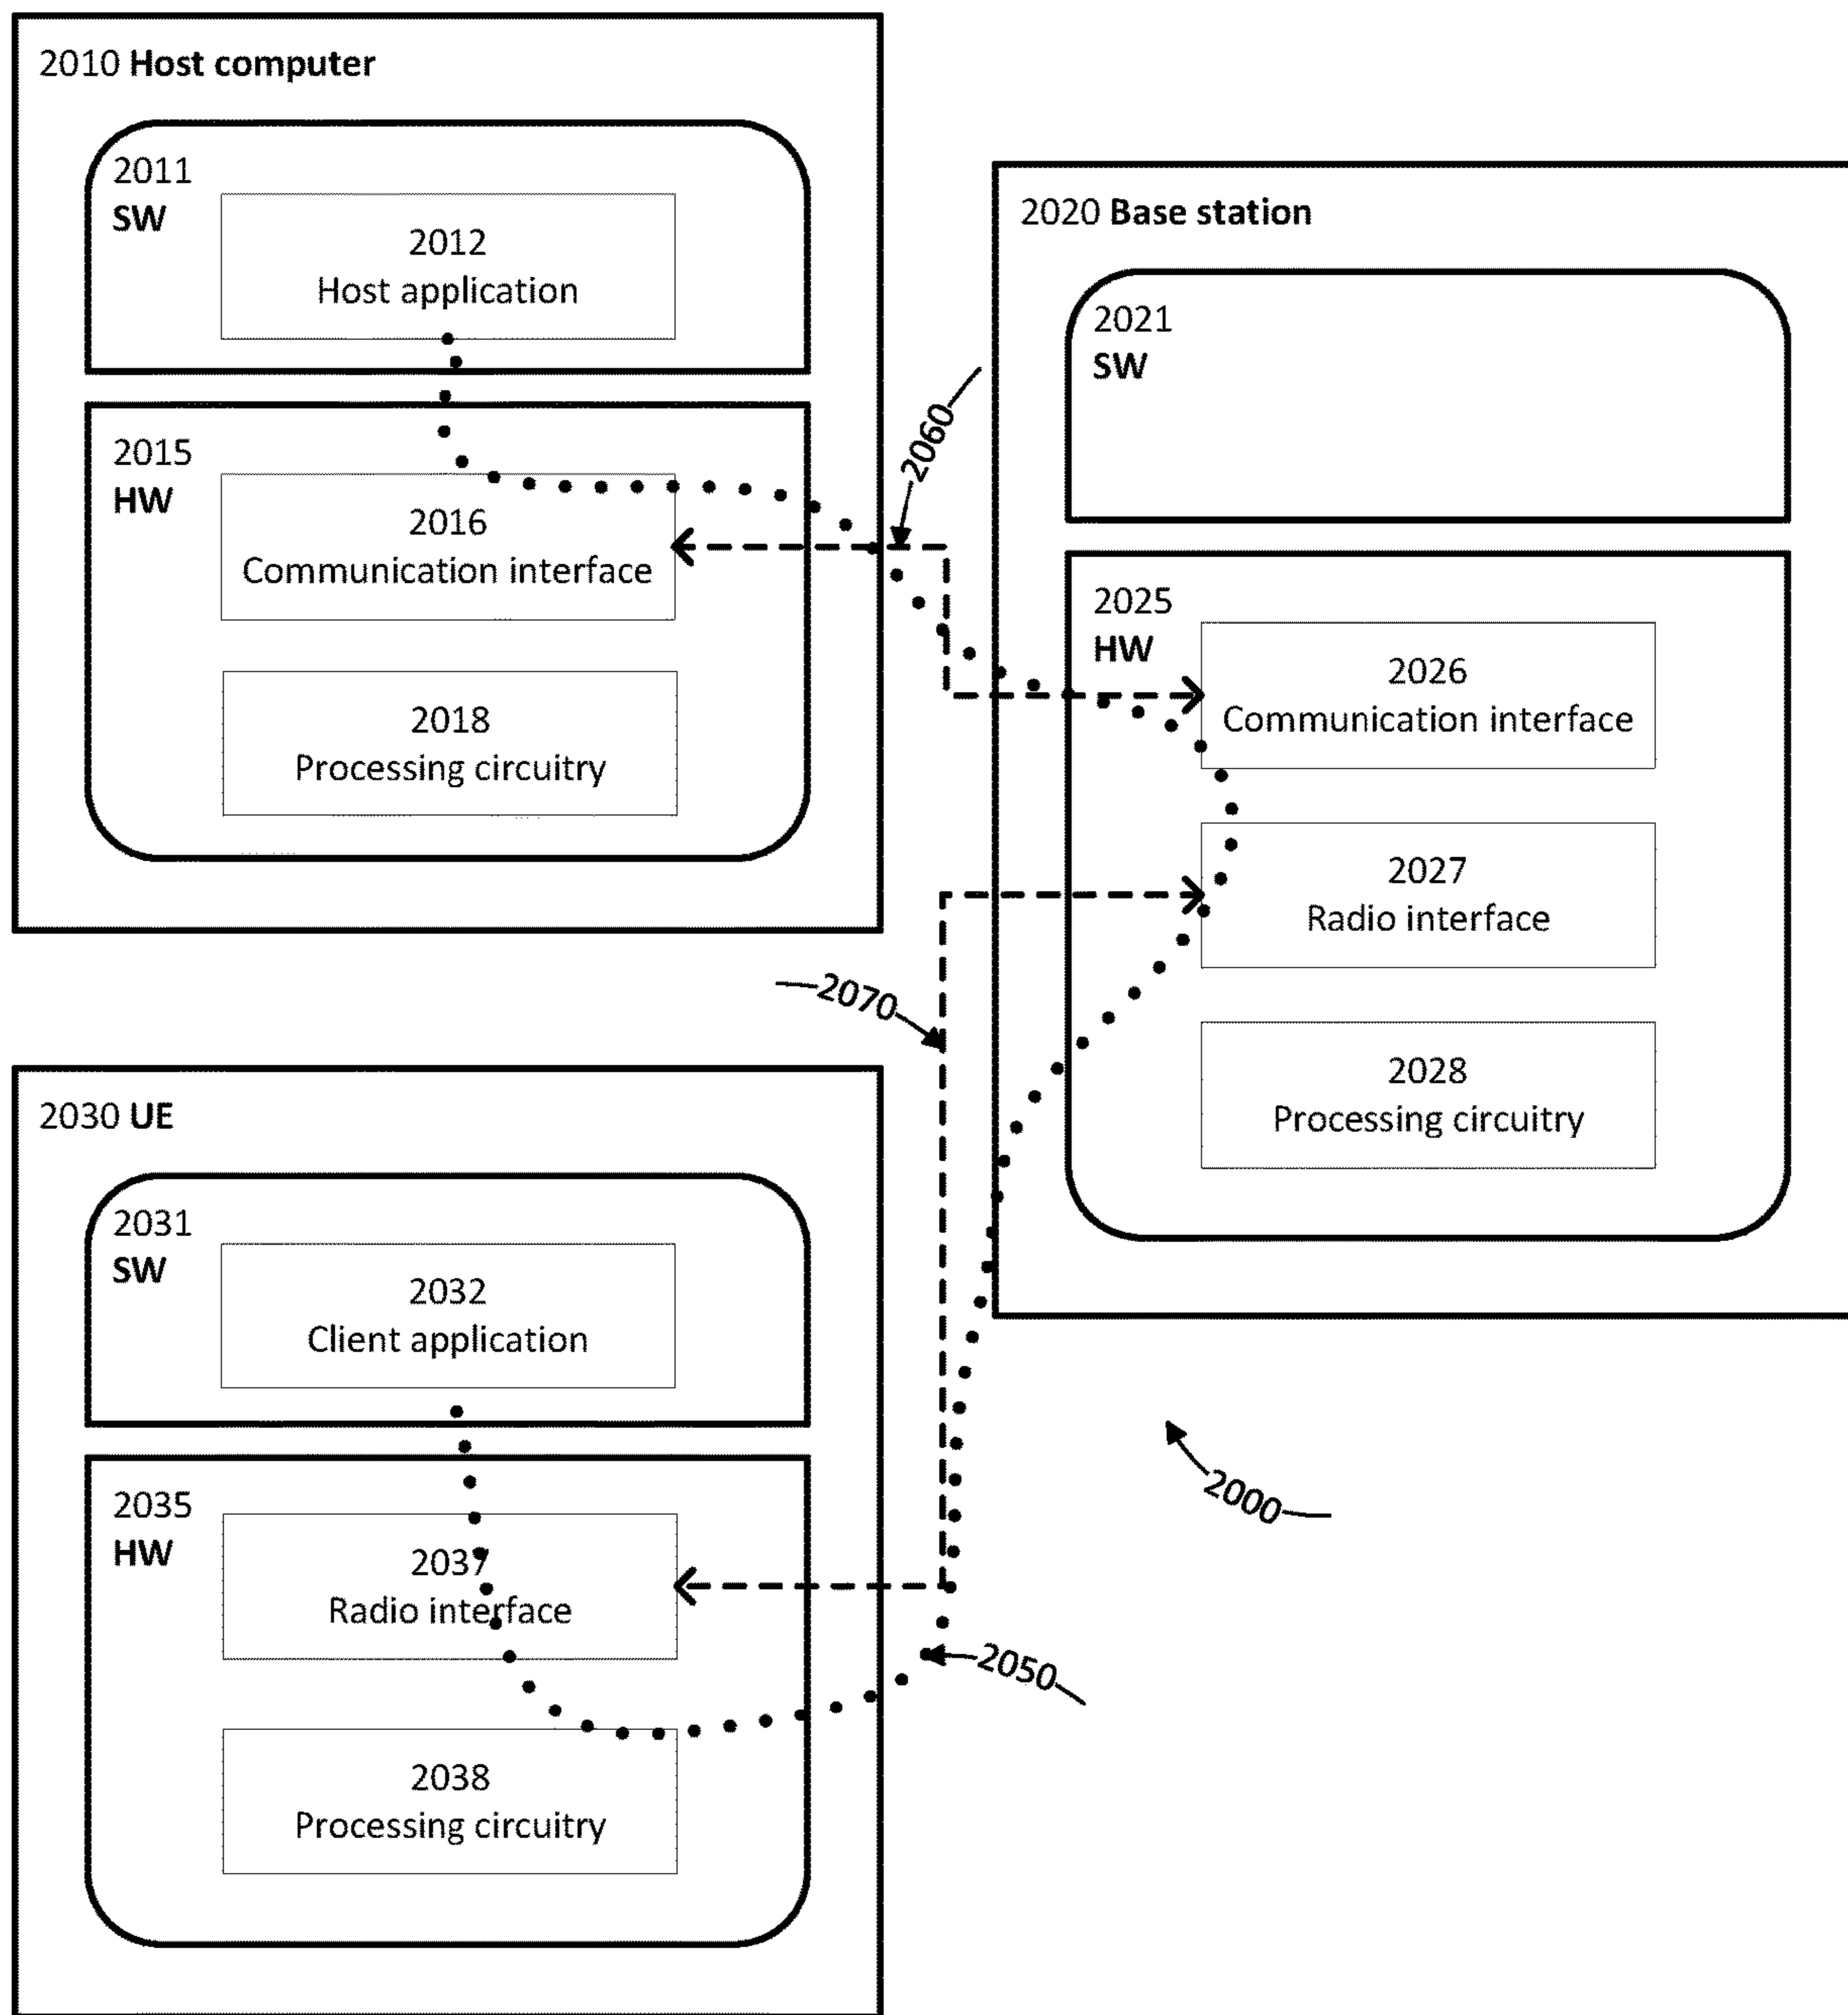 2010 Host computer
2011
SW
2012
Host application
2015
HW
2016
Communication interface
2018
Processing circuitry
2060
2020 Base station
2021
SW
2025
HW
2026
Communication interface
2027
Radio interface
2028
Processing circuitry
2070
2030 UE
2031
SW
2032
Client application
2035
HW
2037
Radio interface
2038
Processing circuitry
2050
2000